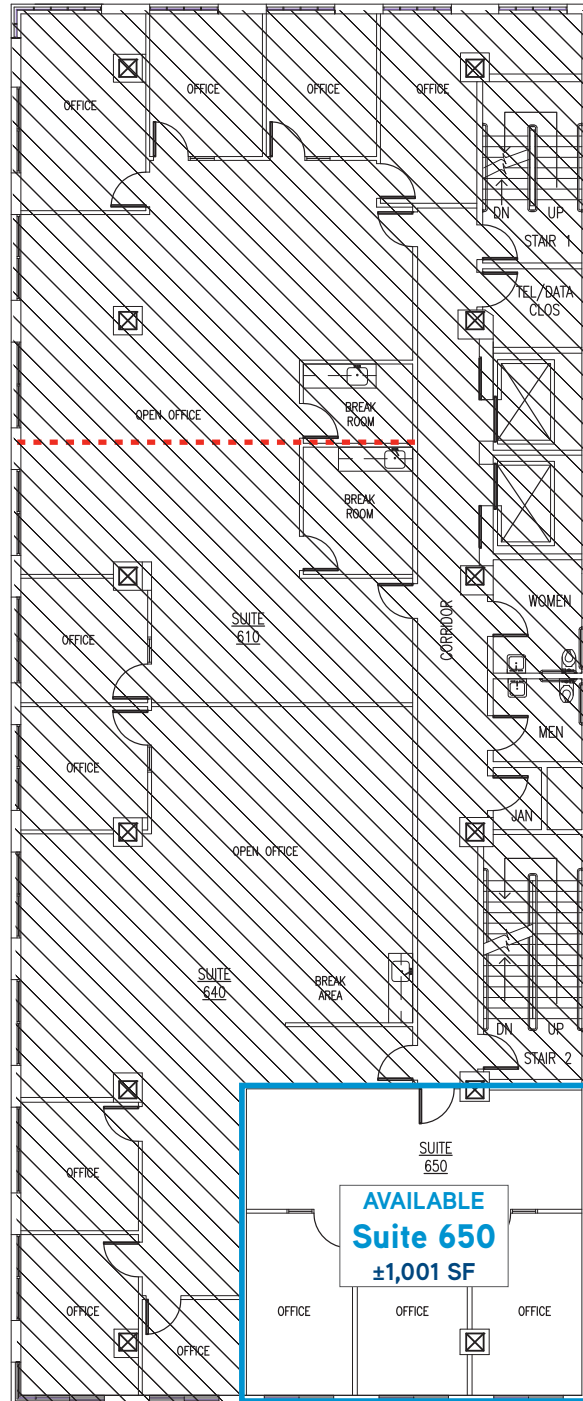 OFFICE
OFFICE
OFFICE
OFFICE
DN
UP
STAIR 1
TEL/DATA
CLOS
OPEN OFFICE
BREAK
ROOM
BREAK
ROOM
SUITE
610
CORRIDOR
WOMEN
OFFICE
MEN
OFFICE
JAN
OPEN OFFICE
SUITE
640
BREAK
AREA
DN
UP
STAIR 2
SUITE
650
OFFICE
AVAILABLE
Suite 650
±1,001 SF
OFFICE
OFFICE
OFFICE
OFFICE
OFFICE